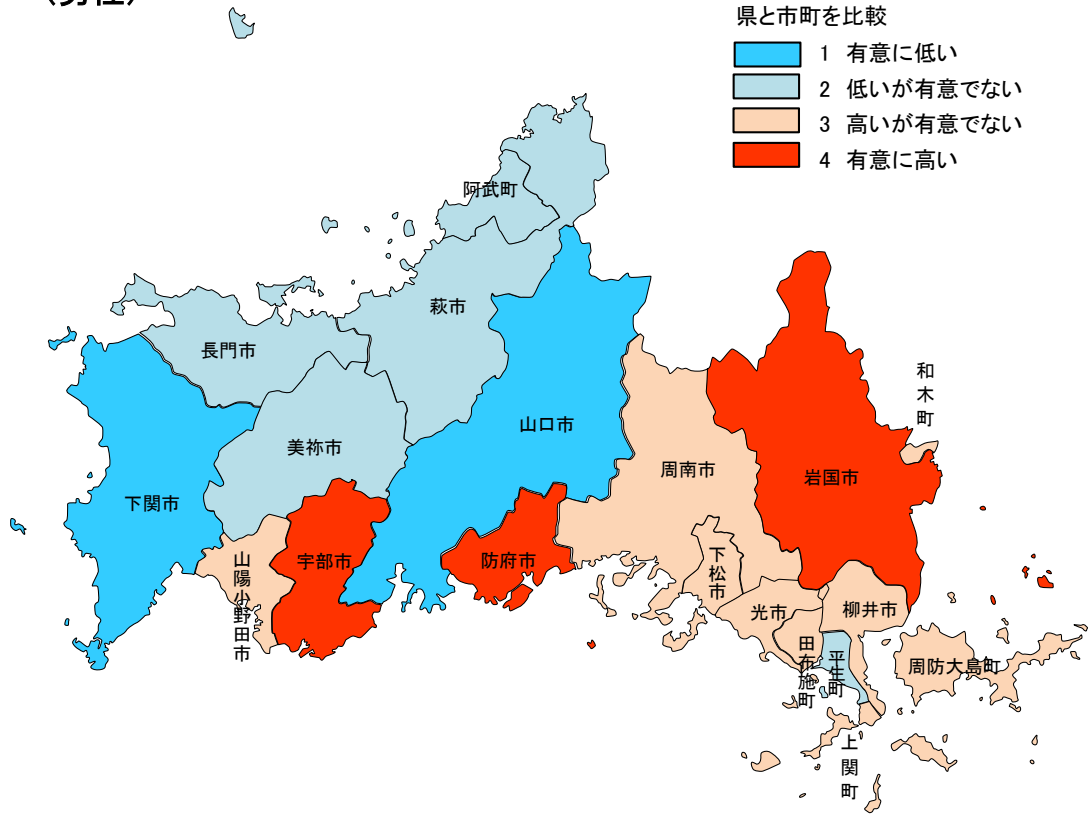 (男性)
県と市町を比較
1 有意に低い
2 低いが有意でない
3 高いが有意でない
4 有意に高い
阿武町
萩市
長門市
和木町
山口市
美祢市
周南市
岩国市
下関市
宇部市
防府市
山陽小野田市
下松市
光市
柳井市
田布施町
平生町
周防大島町
上関町